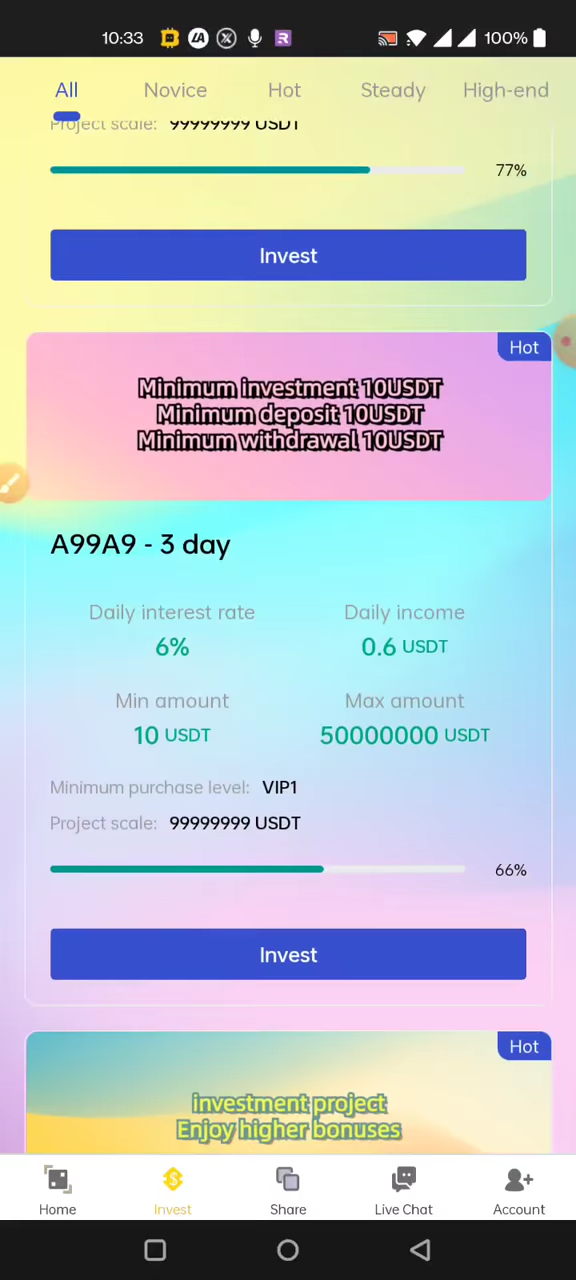 10:33
100%
All Novice Hot Steady High-end
Project scale: 99999999 USDT
77%
Invest
Hot
Minimum investment 10USDT
Minimum deposit 10USDT
Minimum withdrawal 10USDT
A99A9 - 3 day
Daily interest rate Daily income
6% 0.6 USDT
Min amount Max amount
10 USDT 50000000 USDT
Minimum purchase level: VIP1
Project scale: 99999999 USDT
66%
Invest
Hot
investment project
Enjoy higher bonuses
Home Invest Share Live Chat Account